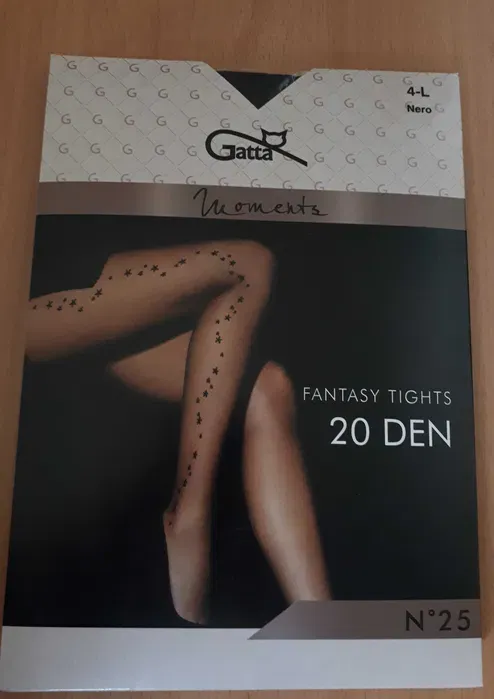 4-L
Nero
Gatta
Moments
FANTASY TIGHTS
20 DEN
N°25